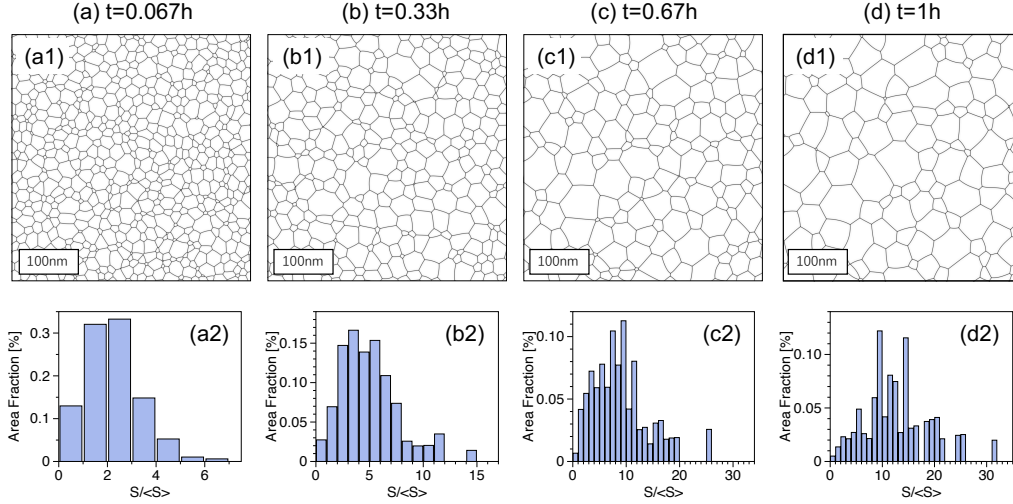 (a) t=0.067h
(b) t=0.33h
(c) t=0.67h
(d) t=1h
(a1)
(b1)
(c1)
(d1)
100nm
100nm
100nm
100nm
Area Fraction [%]
0.3
0.2
0.1
0
0
2
4
6
S/<S>
(a2)
Area Fraction [%]
0.15
0.10
0.05
0
0
5
10
15
S/<S>
(b2)
Area Fraction [%]
0.10
0.05
0
0
10
20
30
S/<S>
(c2)
Area Fraction [%]
0.10
0.05
0
0
10
20
30
S/<S>
(d2)